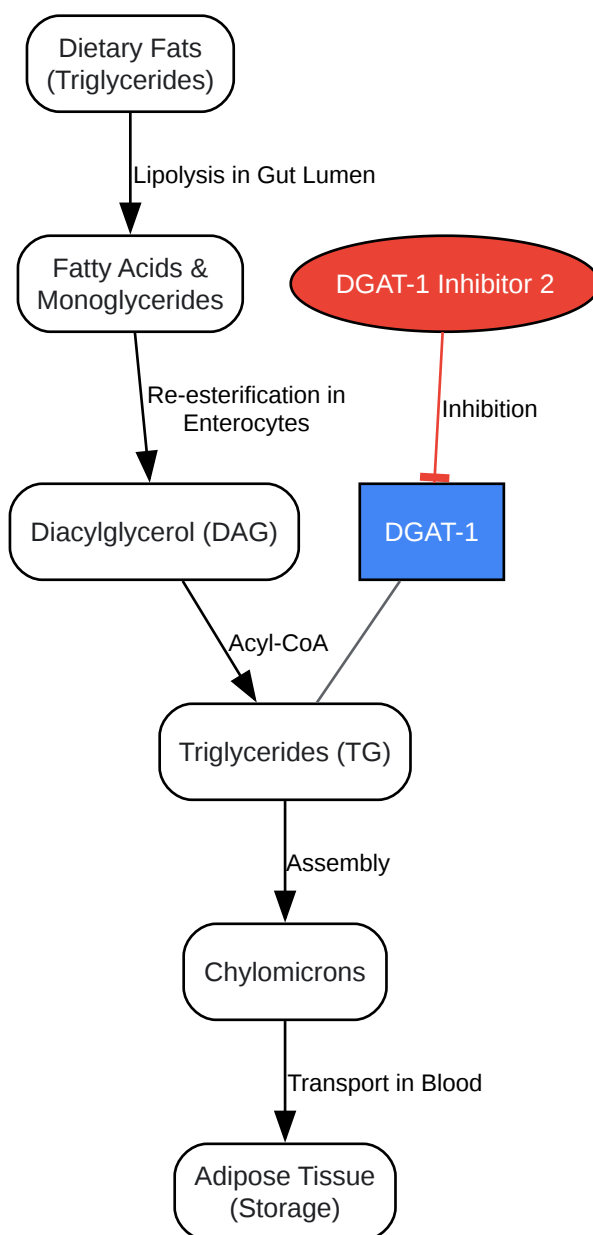 Dietary Fats
(Triglycerides)
Lipolysis in Gut Lumen
Fatty Acids &
Monoglycerides
DGAT-1 Inhibitor 2
Re-esterification in
Enterocytes
Inhibition
Diacylglycerol (DAG)
DGAT-1
Acyl-CoA
Triglycerides (TG)
Assembly
Chylomicrons
Transport in Blood
Adipose Tissue
(Storage)